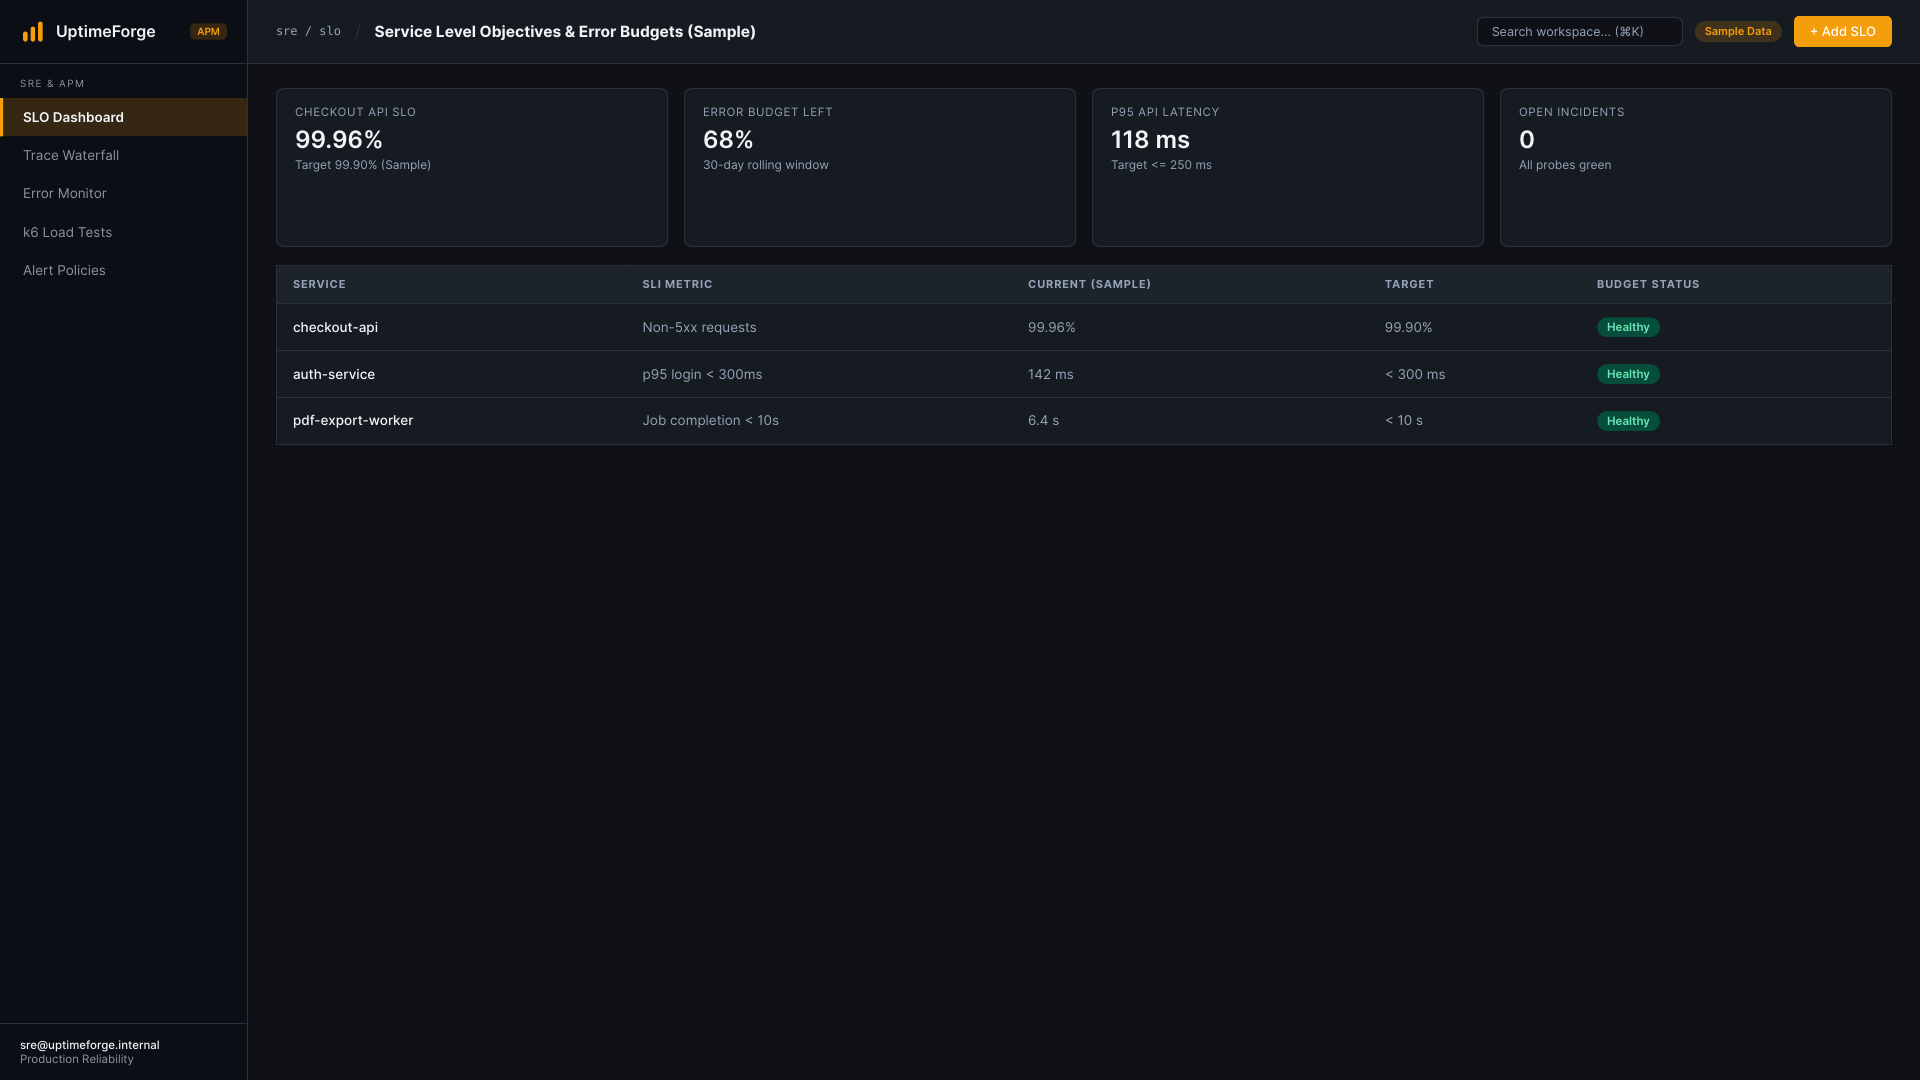 UptimeForge APM
sre / slo / Service Level Objectives & Error Budgets (Sample)
Search workspace... (⌘K)
Sample Data
+ Add SLO
SRE & APM
SLO Dashboard
Trace Waterfall
Error Monitor
k6 Load Tests
Alert Policies
CHECKOUT API SLO
99.96%
Target 99.90% (Sample)
ERROR BUDGET LEFT
68%
30-day rolling window
P95 API LATENCY
118 ms
Target <= 250 ms
OPEN INCIDENTS
0
All probes green
SERVICE SLI METRIC CURRENT (SAMPLE) TARGET BUDGET STATUS
checkout-api Non-5xx requests 99.96% 99.90% Healthy
auth-service p95 login < 300ms 142 ms < 300 ms Healthy
pdf-export-worker Job completion < 10s 6.4 s < 10 s Healthy
sre@uptimeforge.internal
Production Reliability